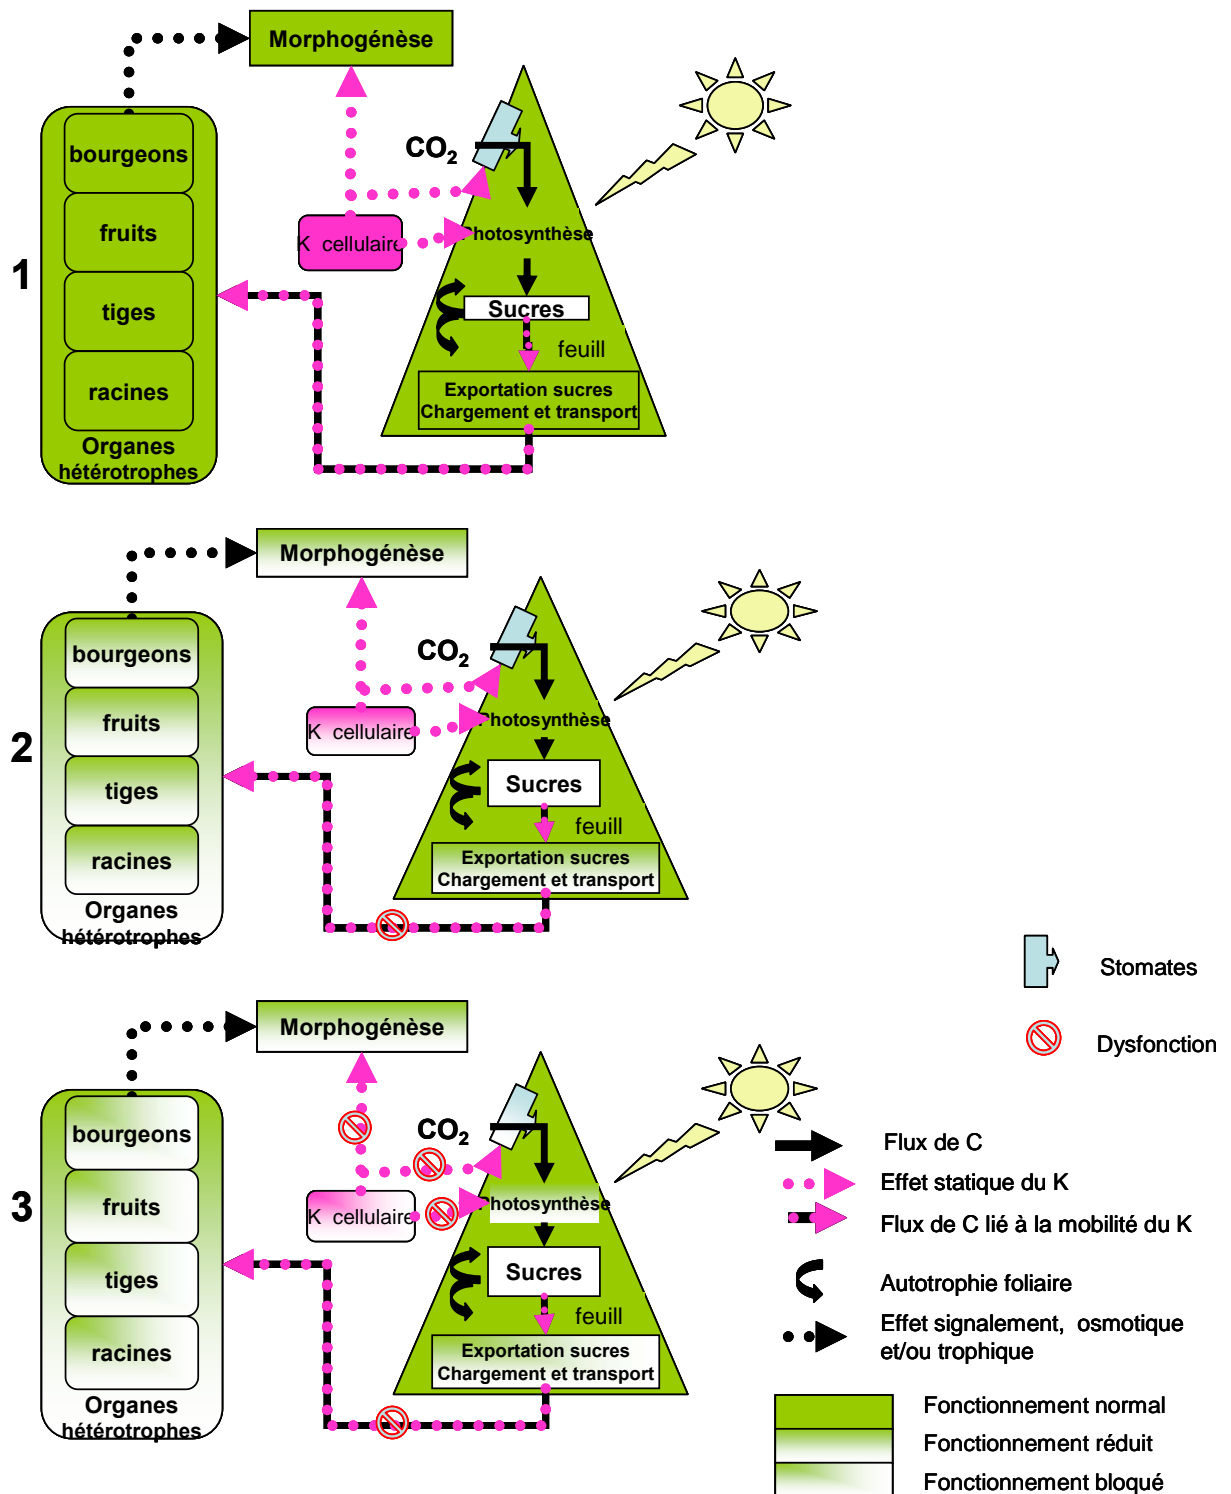 Morphogénèse
bourgeons
fruits
tiges
racines
Organes
hétérotrophes
1
CO2
K cellulaire
Photosynthèse
Sucres
feuill
Exportation sucres
Chargement et transport
Morphogénèse
bourgeons
fruits
tiges
racines
Organes
hétérotrophes
2
CO2
K cellulaire
Photosynthèse
Sucres
feuill
Exportation sucres
Chargement et transport
Morphogénèse
bourgeons
fruits
tiges
racines
Organes
hétérotrophes
3
CO2
K cellulaire
Photosynthèse
Sucres
feuill
Exportation sucres
Chargement et transport
Stomates
Dysfonction
Flux de C
Effet statique du K
Flux de C lié à la mobilité du K
Autotrophie foliaire
Effet signalement, osmotique
et/ou trophique
Fonctionnement normal
Fonctionnement réduit
Fonctionnement bloqué